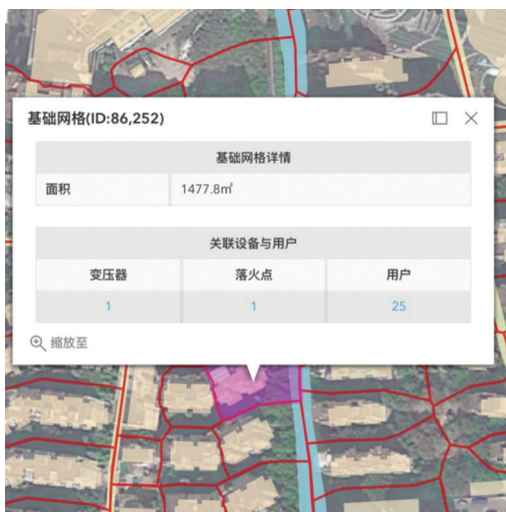 基础网格(ID:86,252)
基础网格详情
面积 1477.8㎡
关联设备与用户
变压器 落火点 用户
1 1 25
缩放至